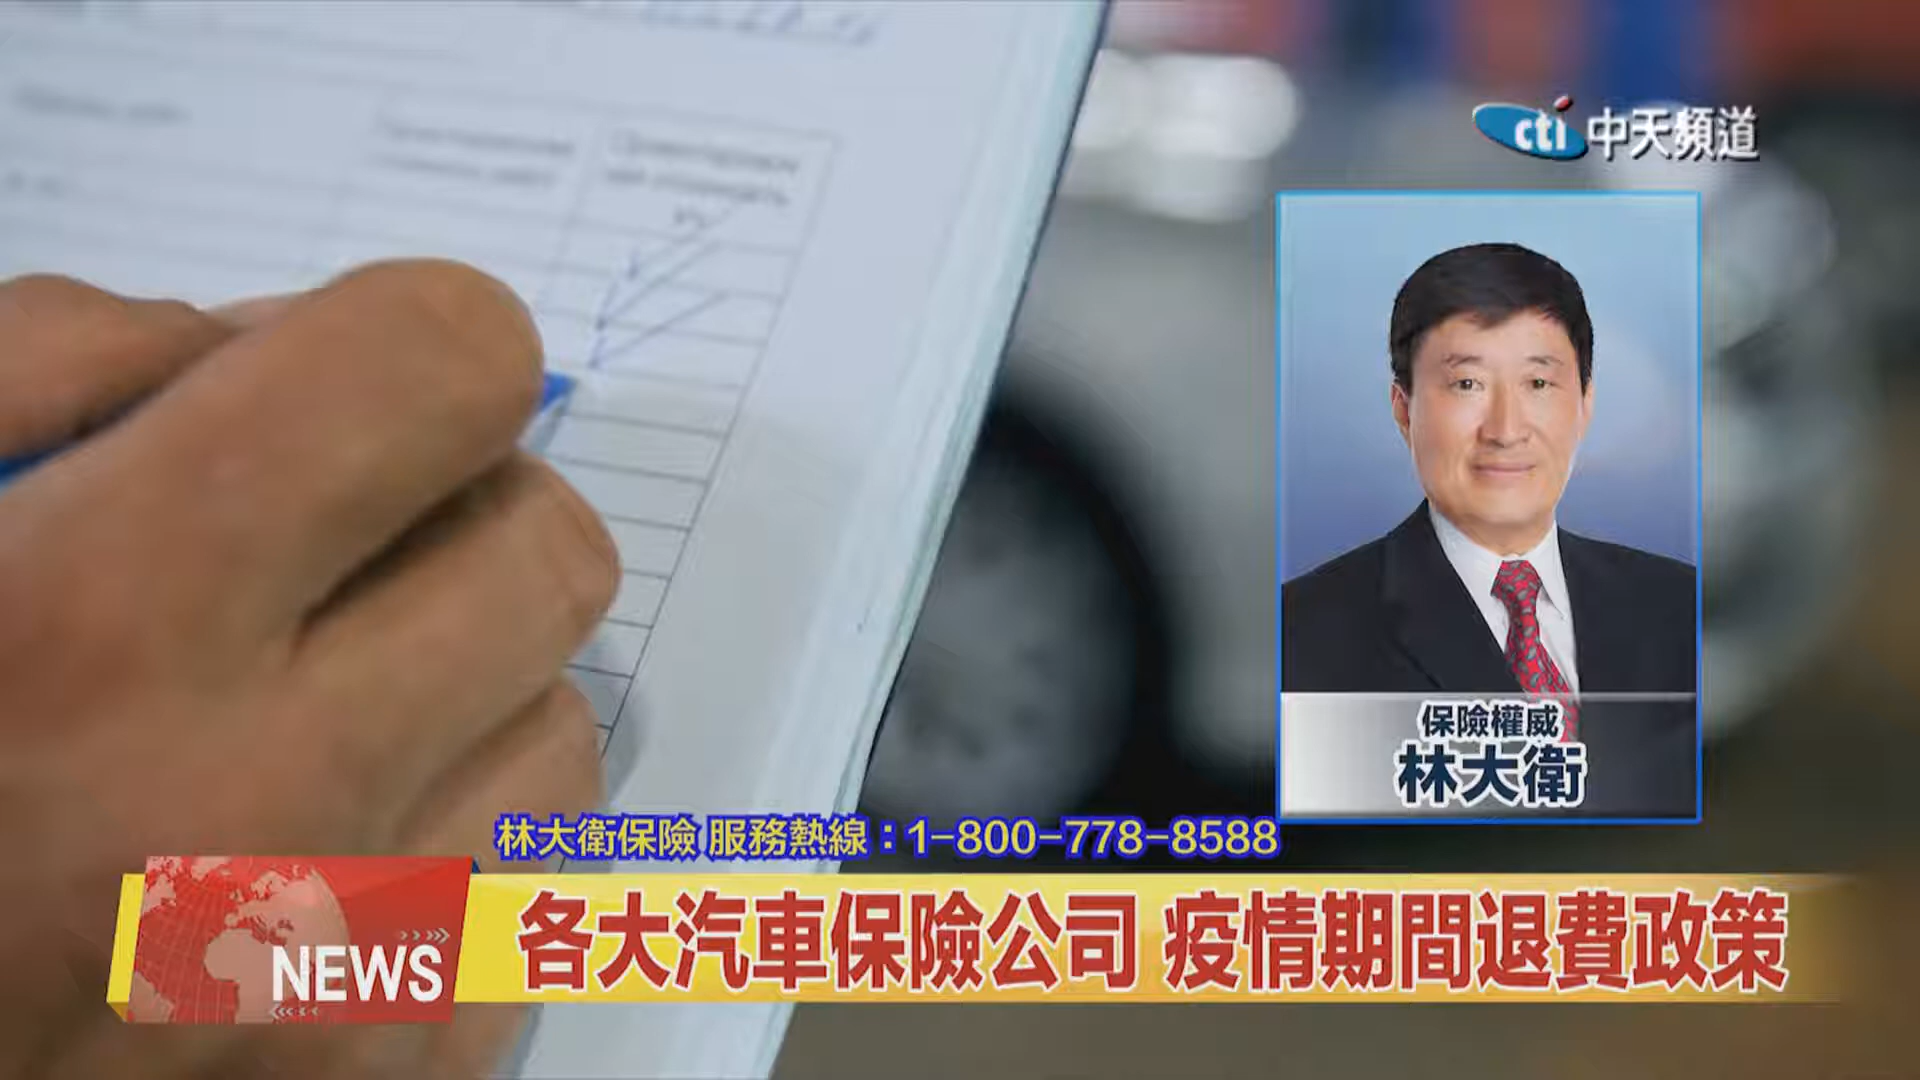 cti 中天頻道
保險權威
林大衛
林大衛保險 服務熱線：1-800-778-8588
NEWS
各大汽車保險公司 疫情期間退費政策